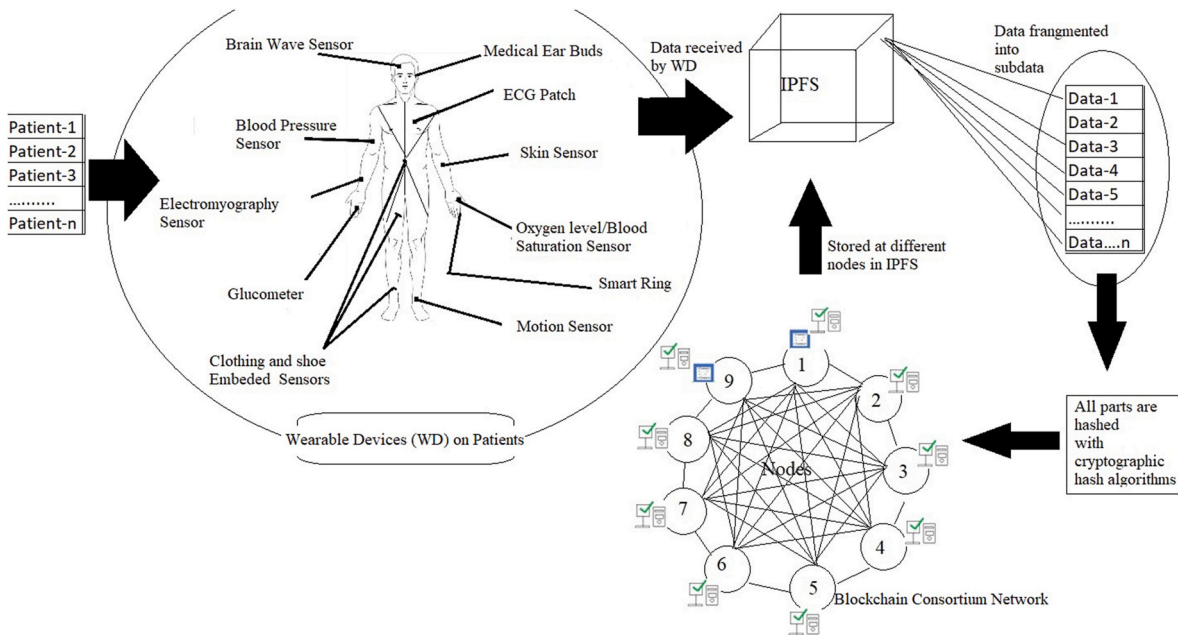 Patient-1
Patient-2
Patient-3
…........
Patient-n
Brain Wave Sensor
Medical Ear Buds
ECG Patch
Blood Pressure
Sensor
Skin Sensor
Electromyography
Sensor
Oxygen level/Blood
Saturation Sensor
Glucometer
Smart Ring
Motion Sensor
Clothing and shoe
Embeded Sensors
Wearable Devices (WD) on Patients
Data received
by WD
IPFS
Data frangmented
into
subdata
Data-1
Data-2
Data-3
Data-4
Data-5
…........
Data….n
All parts are
hashed
with
cryptographic
hash algorithms
Stored at different
nodes in IPFS
1
2
3
4
5
6
7
8
9
Nodes
Blockchain Consortium Network